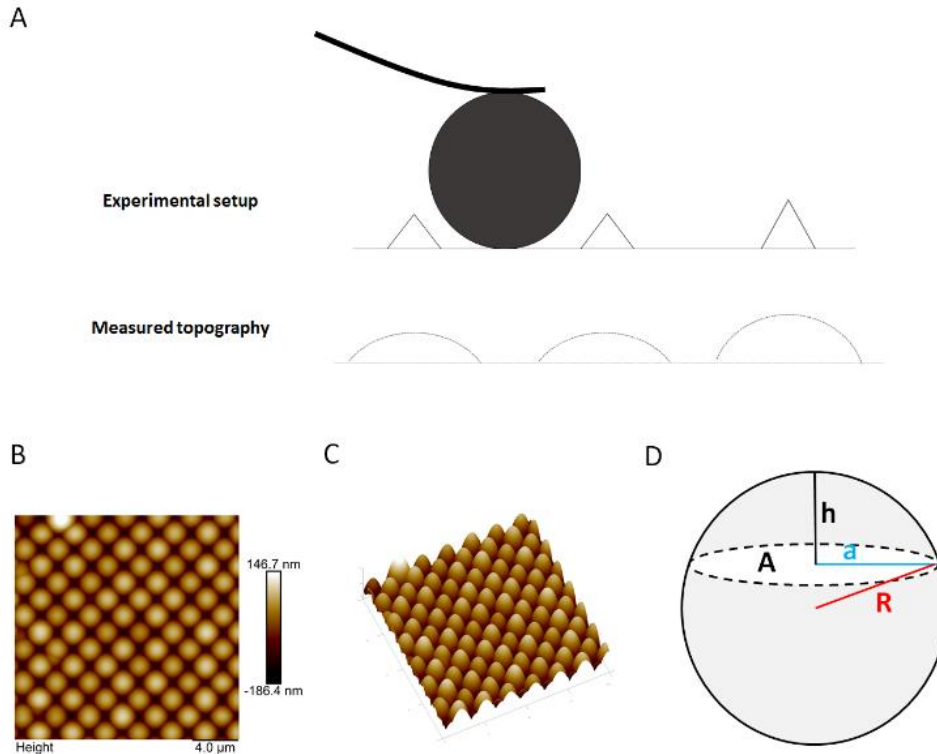 A
Experimental setup
Measured topography
B
C
D
146.7 nm
-186.4 nm
Height
4.0 µm
h
a
A
R